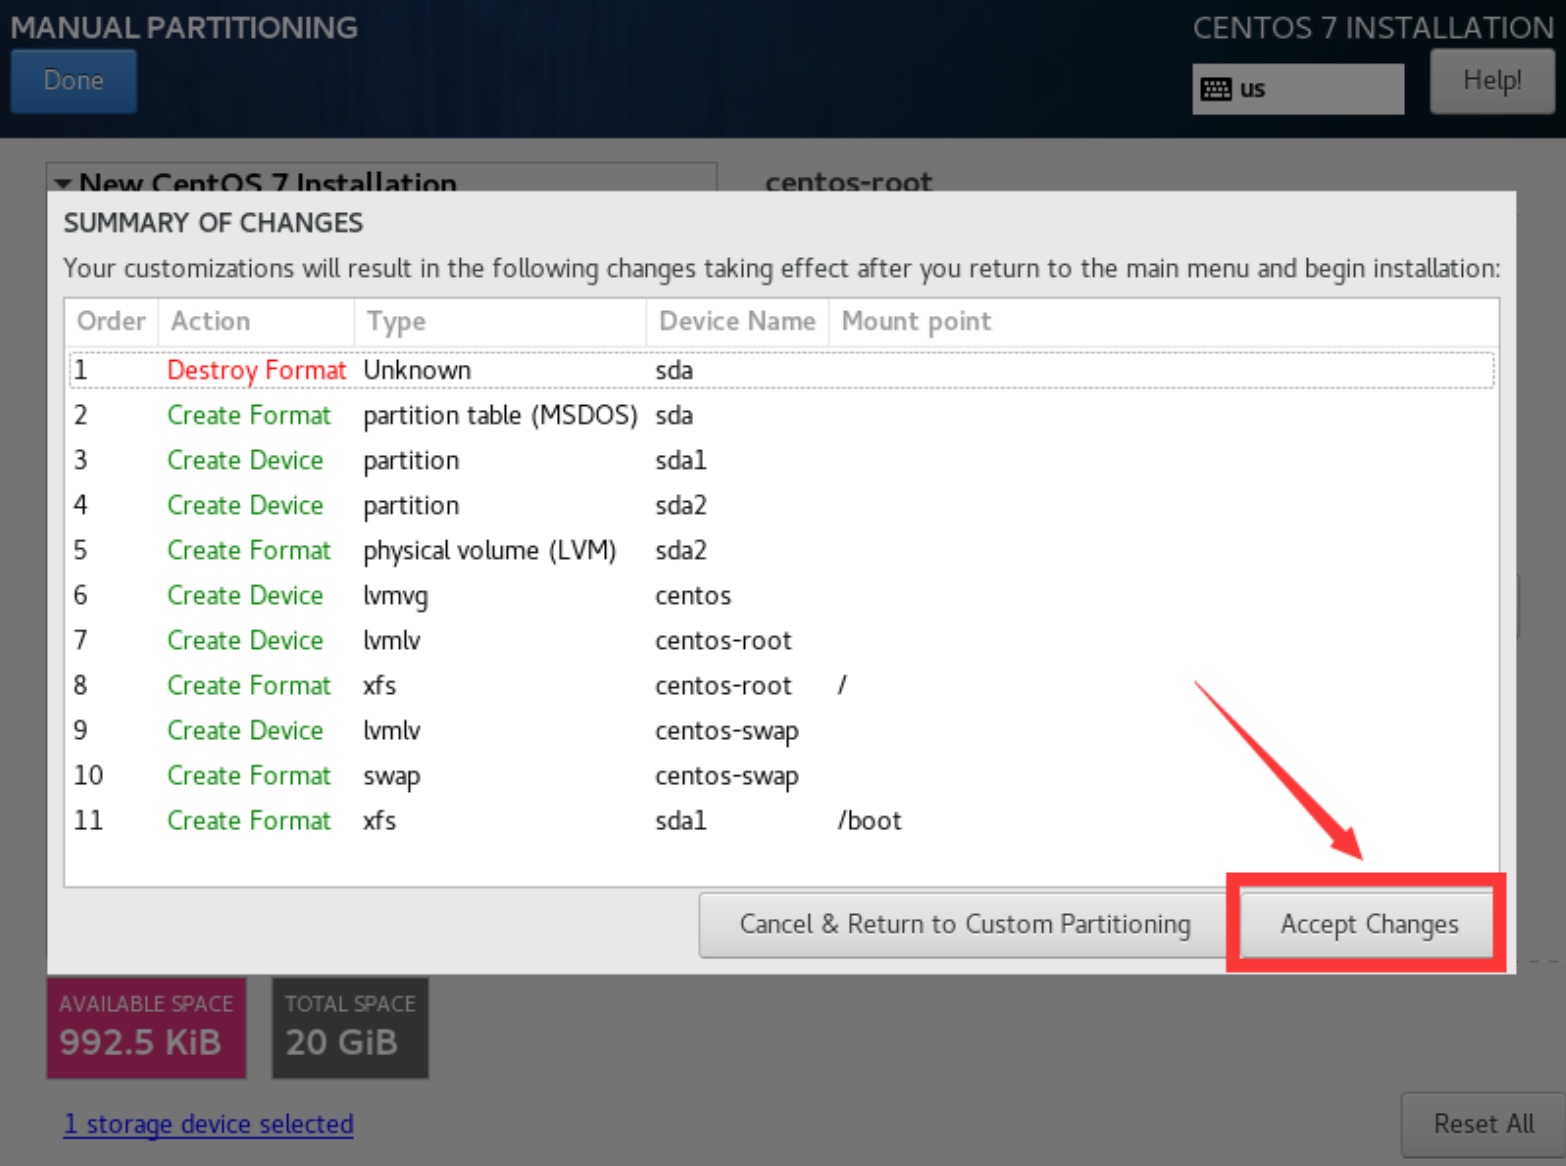 MANUAL PARTITIONING
CENTOS 7 INSTALLATION
Done
us
Help!
New CentOS 7 Installation
centos-root
SUMMARY OF CHANGES
Your customizations will result in the following changes taking effect after you return to the main menu and begin installation:
Order Action Type Device Name Mount point
1 Destroy Format Unknown sda
2 Create Format partition table (MSDOS) sda
3 Create Device partition sda1
4 Create Device partition sda2
5 Create Format physical volume (LVM) sda2
6 Create Device lvmvg centos
7 Create Device lvmlv centos-root
8 Create Format xfs centos-root /
9 Create Device lvmlv centos-swap
10 Create Format swap centos-swap
11 Create Format xfs sda1 /boot
Cancel & Return to Custom Partitioning
Accept Changes
AVAILABLE SPACE
992.5 KiB
TOTAL SPACE
20 GiB
1 storage device selected
Reset All